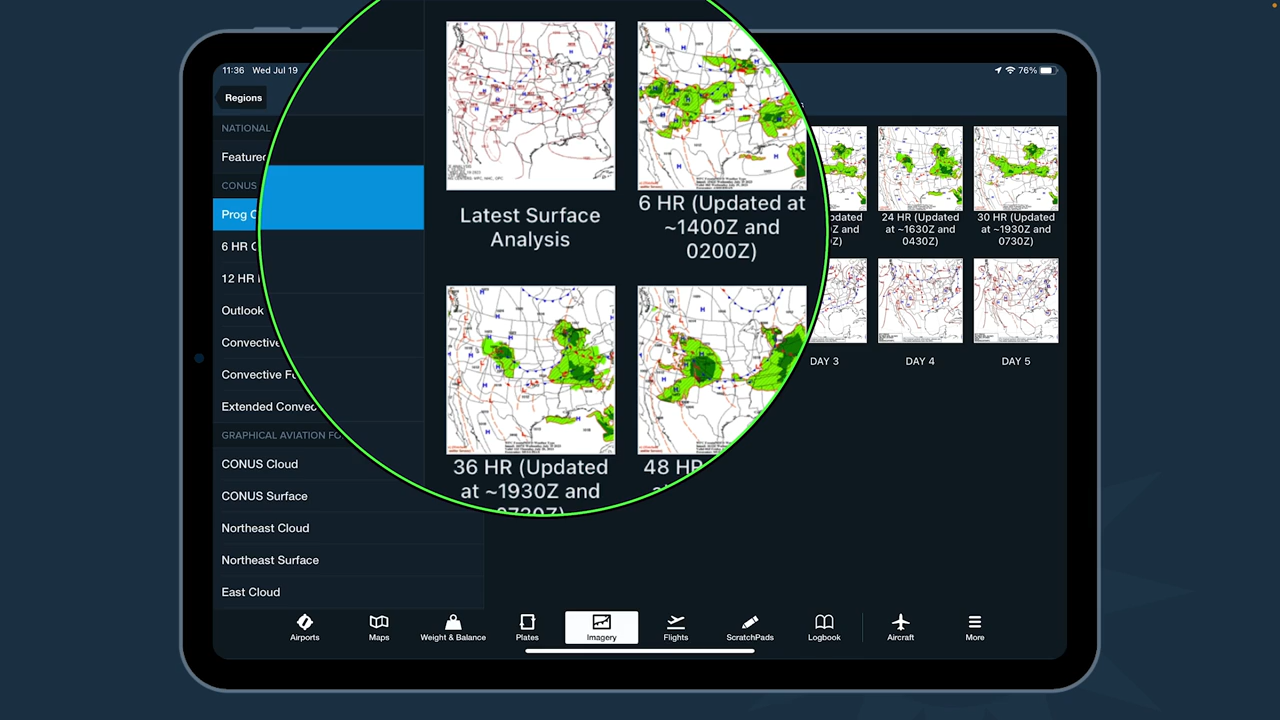 11:36 Wed Jul 19
76%
Regions
NATIONAL
Featured
CONUS
Prog C
6 HR
12 HR
Outlook
Convective
Convective Fo
Extended Convec
GRAPHICAL AVIATION FO
CONUS Cloud
CONUS Surface
Northeast Cloud
Northeast Surface
East Cloud
Latest Surface
Analysis
6 HR (Updated at
~1400Z and
0200Z)
36 HR (Updated
at ~1930Z and
0730Z)
48 HR
24 HR (Updated
at ~1630Z and
0430Z)
30 HR (Updated
at ~1930Z and
0730Z)
DAY 3
DAY 4
DAY 5
Airports
Maps
Weight & Balance
Plates
Imagery
Flights
ScratchPads
Logbook
Aircraft
More